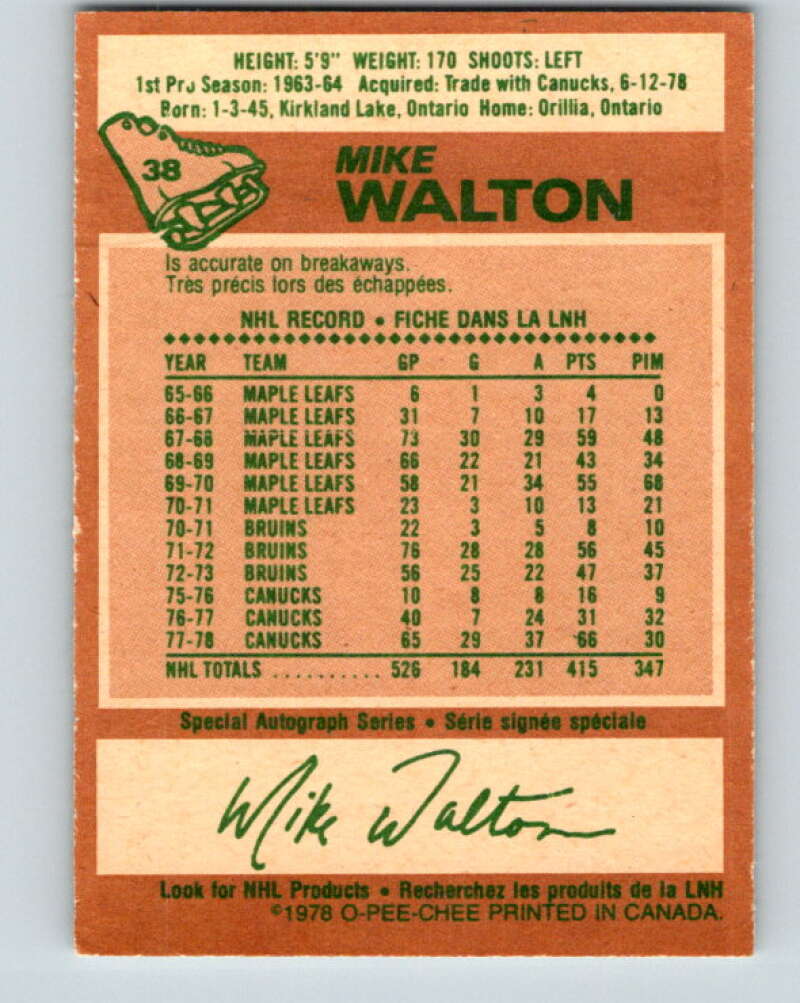 HEIGHT: 5'9" WEIGHT: 170 SHOOTS: LEFT
1st Pro Season: 1963-64 Acquired: Trade with Canucks, 6-12-78
Born: 1-3-45, Kirkland Lake, Ontario Home: Orillia, Ontario
38
MIKE
WALTON
Is accurate on breakaways.
Très précis lors des échappées.
NHL RECORD • FICHE DANS LA LNH
YEAR TEAM GP G A PTS PIM
65-66 MAPLE LEAFS 6 1 3 4 0
66-67 MAPLE LEAFS 31 7 10 17 13
67-68 MAPLE LEAFS 73 30 29 59 48
68-69 MAPLE LEAFS 66 22 21 43 34
69-70 MAPLE LEAFS 58 21 34 55 68
70-71 MAPLE LEAFS 23 3 10 13 21
70-71 BRUINS 22 3 5 8 10
71-72 BRUINS 76 28 28 56 45
72-73 BRUINS 56 25 22 47 37
75-76 CANUCKS 10 8 8 16 9
76-77 CANUCKS 40 7 24 31 32
77-78 CANUCKS 65 29 37 66 30
NHL TOTALS .......... 526 184 231 415 347
Special Autograph Series • Série signée spéciale
Mike Walton
Look for NHL Products • Recherchez les produits de la LNH
©1978 O-PEE-CHEE PRINTED IN CANADA.